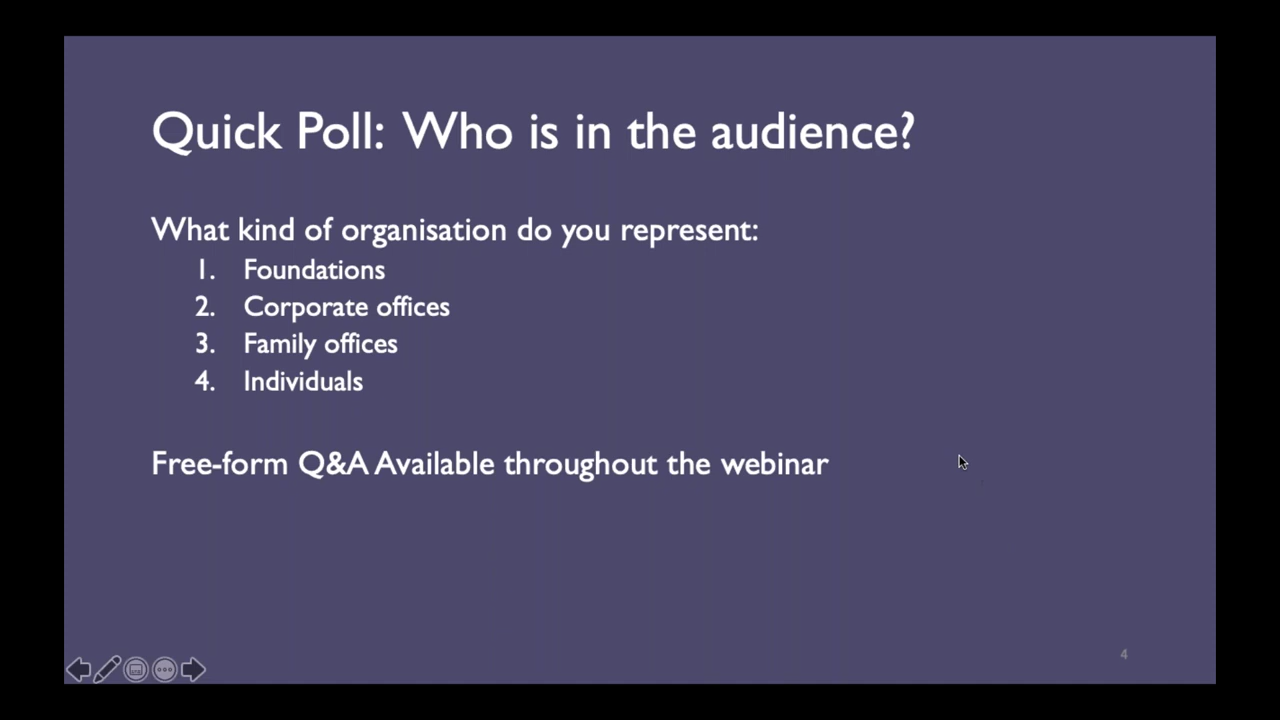 Quick Poll: Who is in the audience?
What kind of organisation do you represent:
1. Foundations
2. Corporate offices
3. Family offices
4. Individuals
Free-form Q&A Available throughout the webinar
4